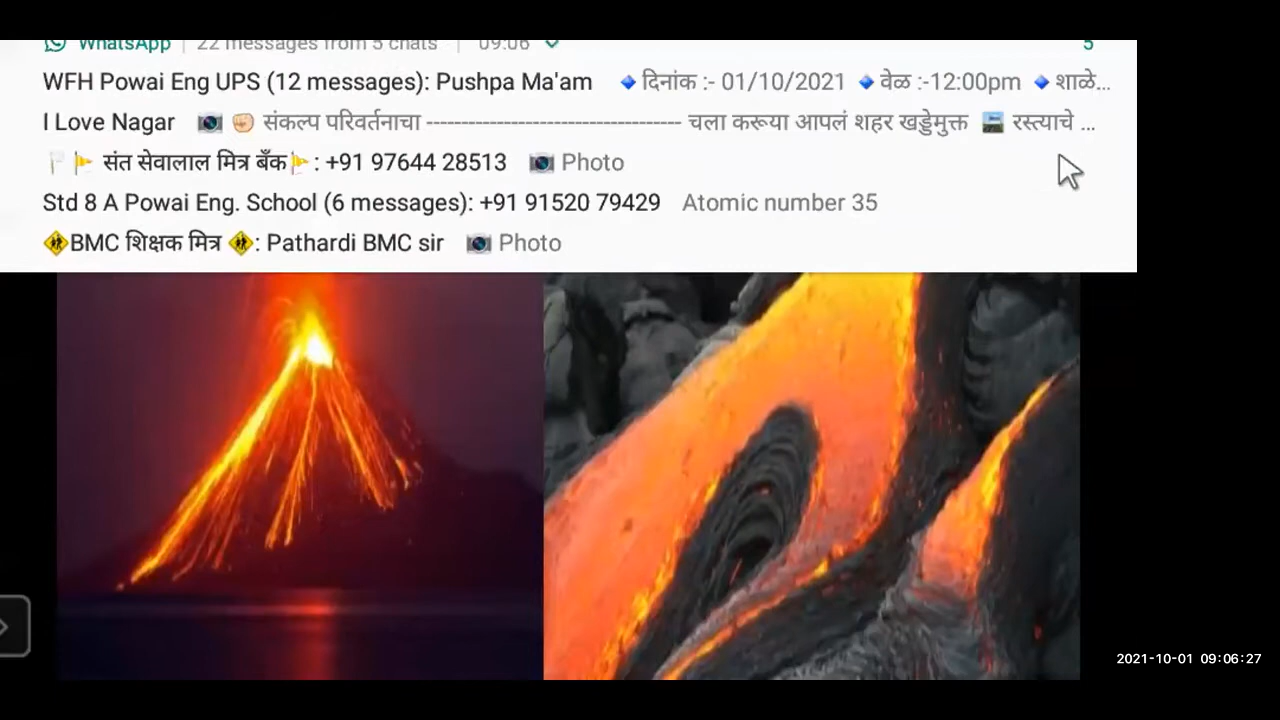 WhatsApp | 22 messages from 5 chats | 09:06 5
WFH Powai Eng UPS (12 messages): Pushpa Ma'am 🔹दिनांक :- 01/10/2021 🔹वेळ :-12:00pm 🔹शाळे...
I Love Nagar 📷 ✊🏼 संकल्प परिवर्तनाचा --------------------------------- चला करूया आपलं शहर खड्डेमुक्त 🛣️ रस्त्याचे ...
संत सेवालाल मित्र बँक : +91 97644 28513 📷 Photo
Std 8 A Powai Eng. School (6 messages): +91 91520 79429 Atomic number 35
🚸BMC शिक्षक मित्र 🚸: Pathardi BMC sir 📷 Photo
2021-10-01 09:06:27